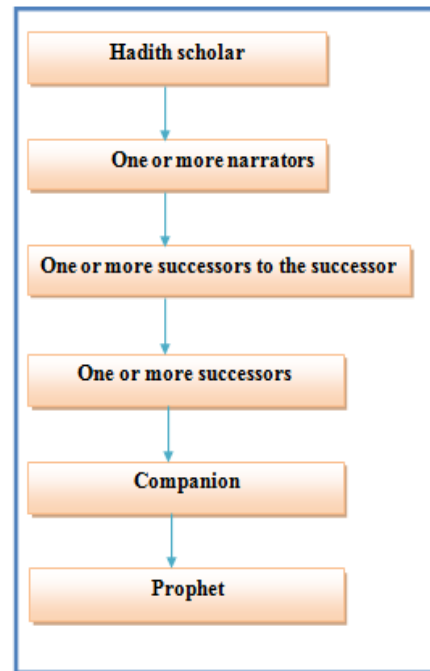 Hadith scholar
One or more narrators
One or more successors to the successor
One or more successors
Companion
Prophet